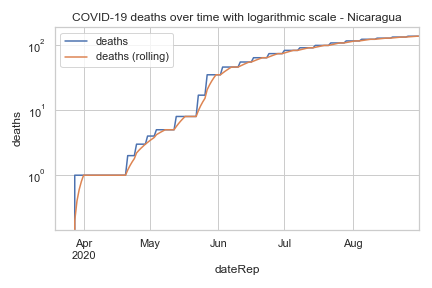 COVID-19 deaths over time with logarithmic scale - Nicaragua
deaths
deaths (rolling)
10²
10¹
10⁰
deaths
Apr
2020
May
Jun
Jul
Aug
dateRep